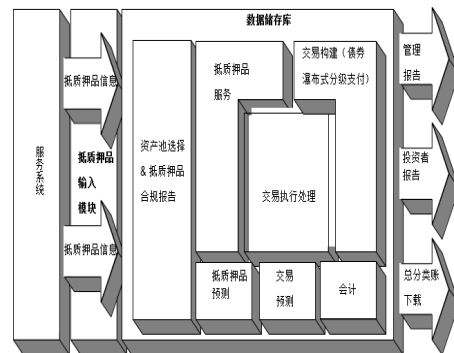 数据储存库
服务系统
抵质押品信息
抵质押品
输入
模块
抵质押品信息
资产池选择
& 抵质押品
合规报告
抵质押品
服务
交易构建（债券
瀑布式分级支付）
交易执行处理
抵质押品
预测
交易
预测
会计
管理
报告
投资者
报告
总分类账
下载